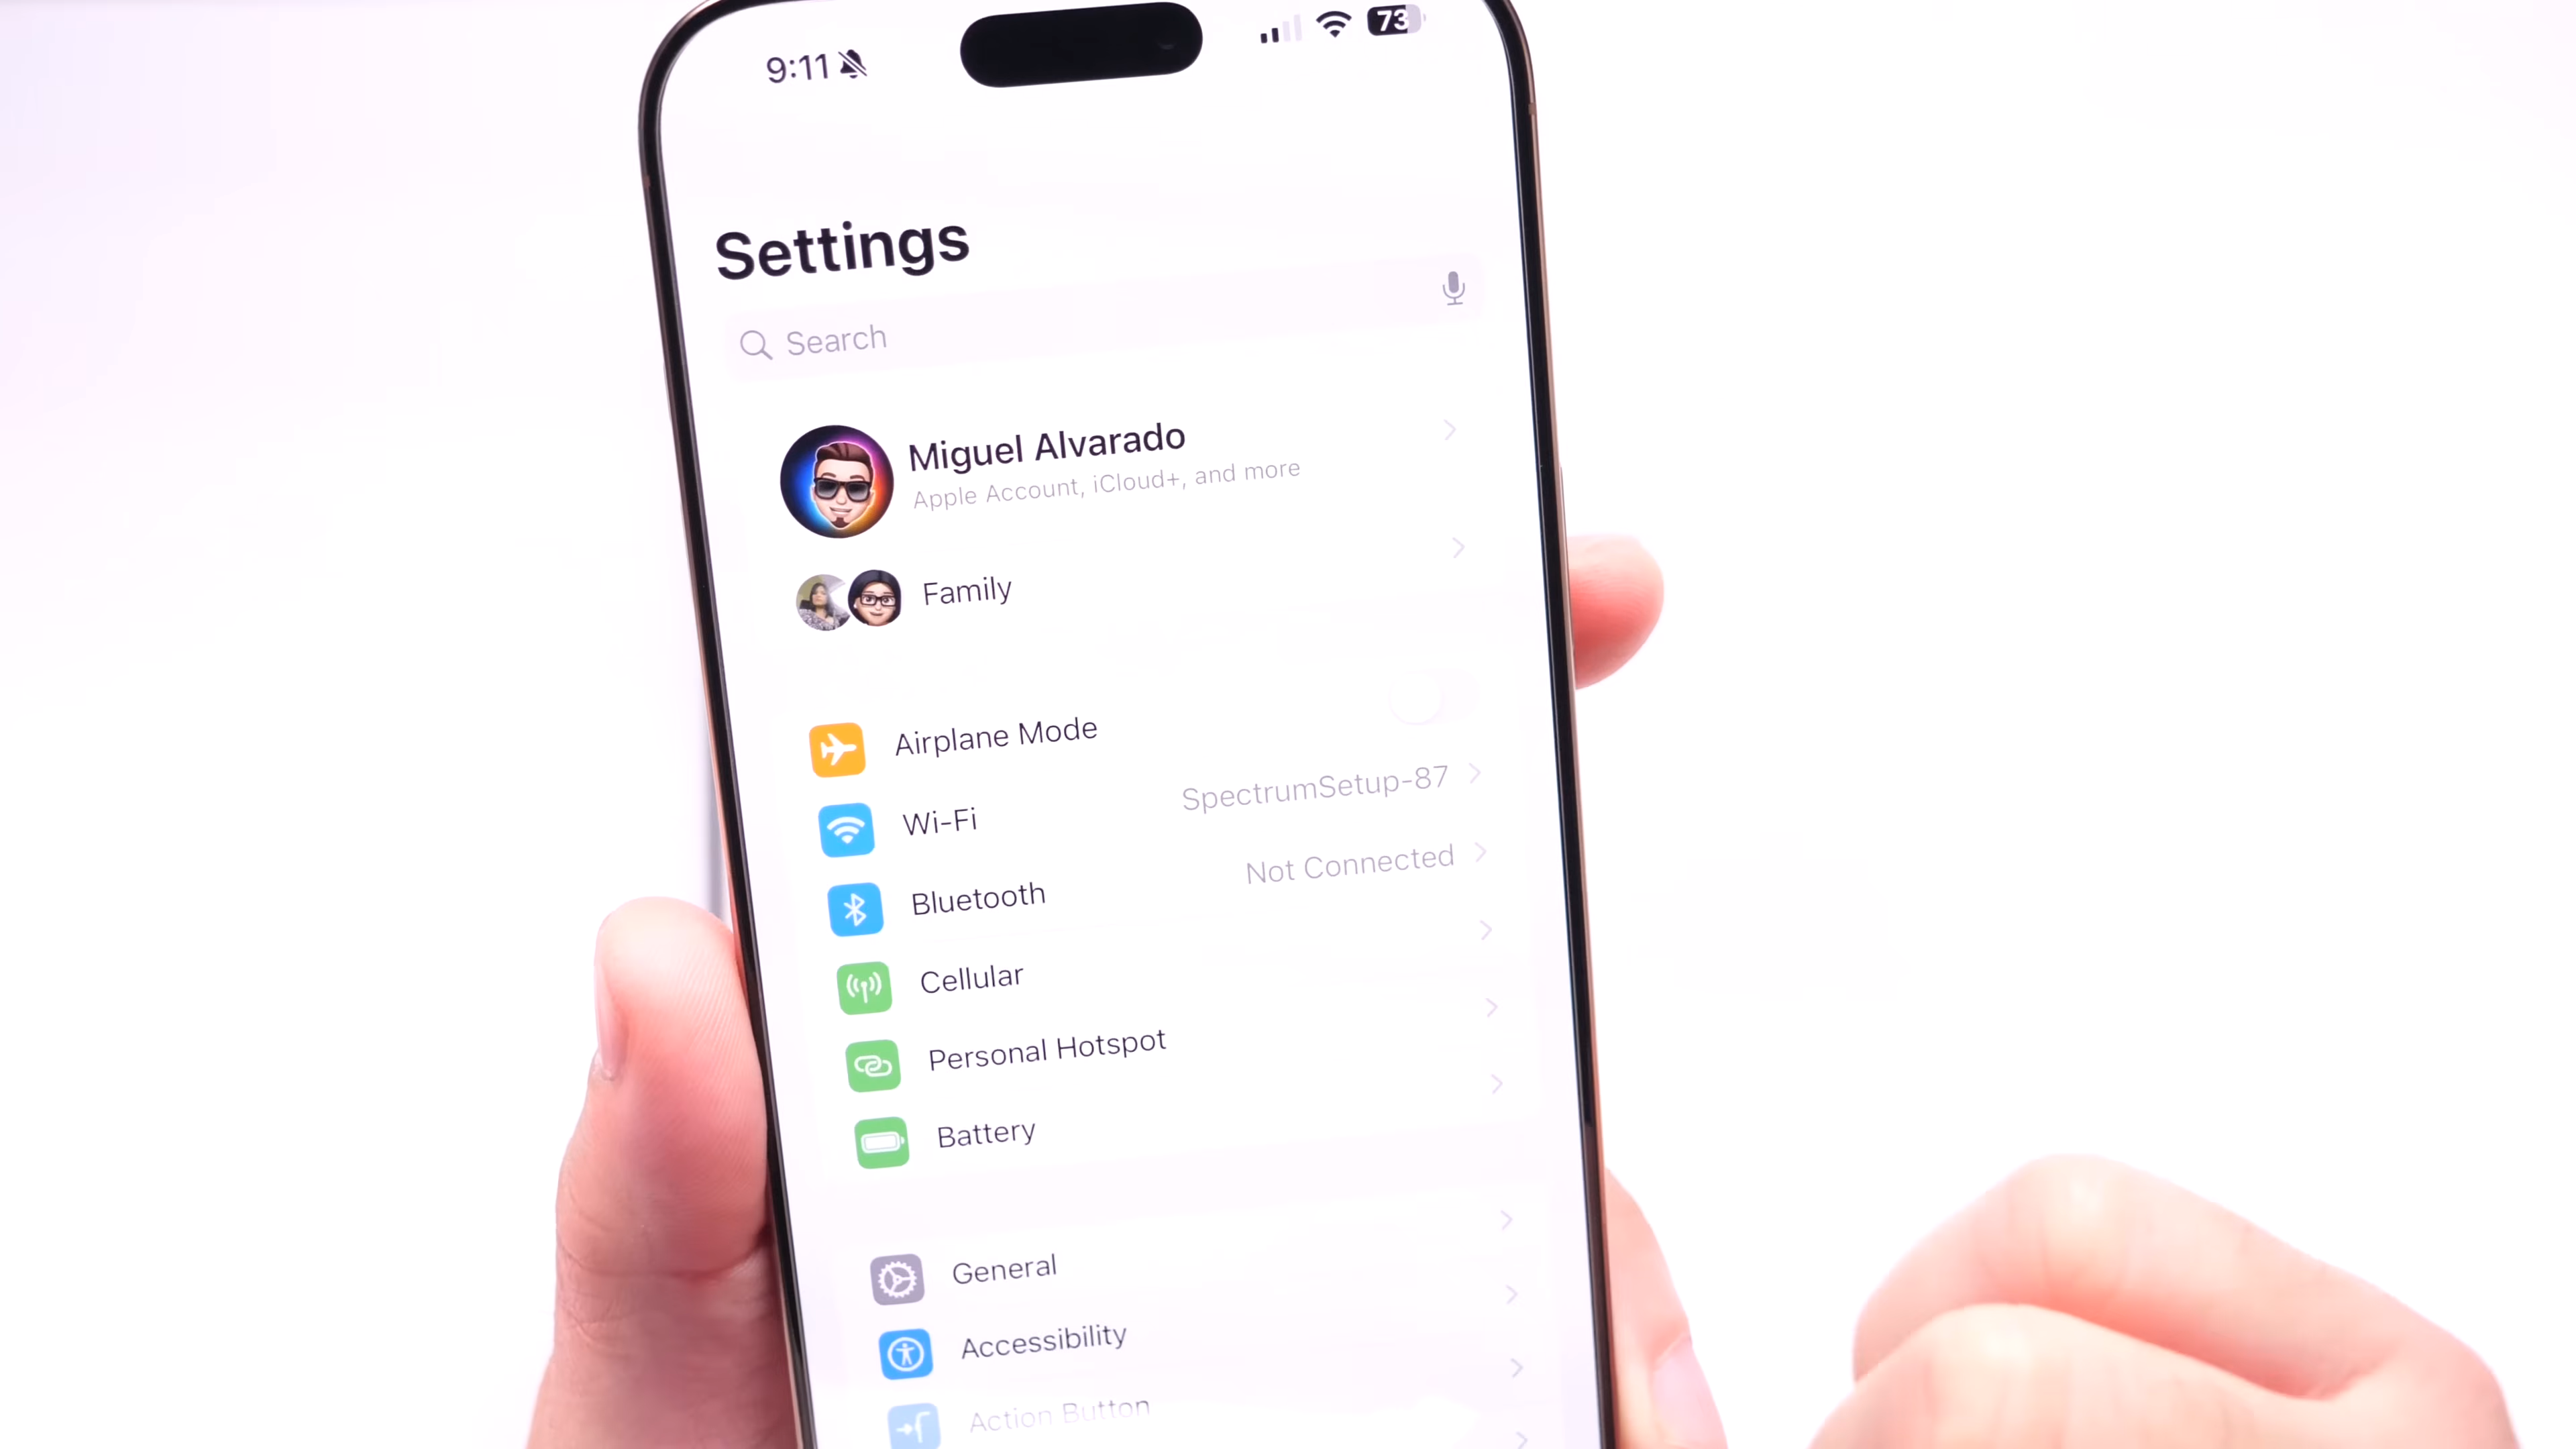 9:11
73
Settings
Search
Miguel Alvarado
Apple Account, iCloud+, and more
Family
Airplane Mode
Wi-Fi
SpectrumSetup-87
Bluetooth
Not Connected
Cellular
Personal Hotspot
Battery
General
Accessibility
Action Button